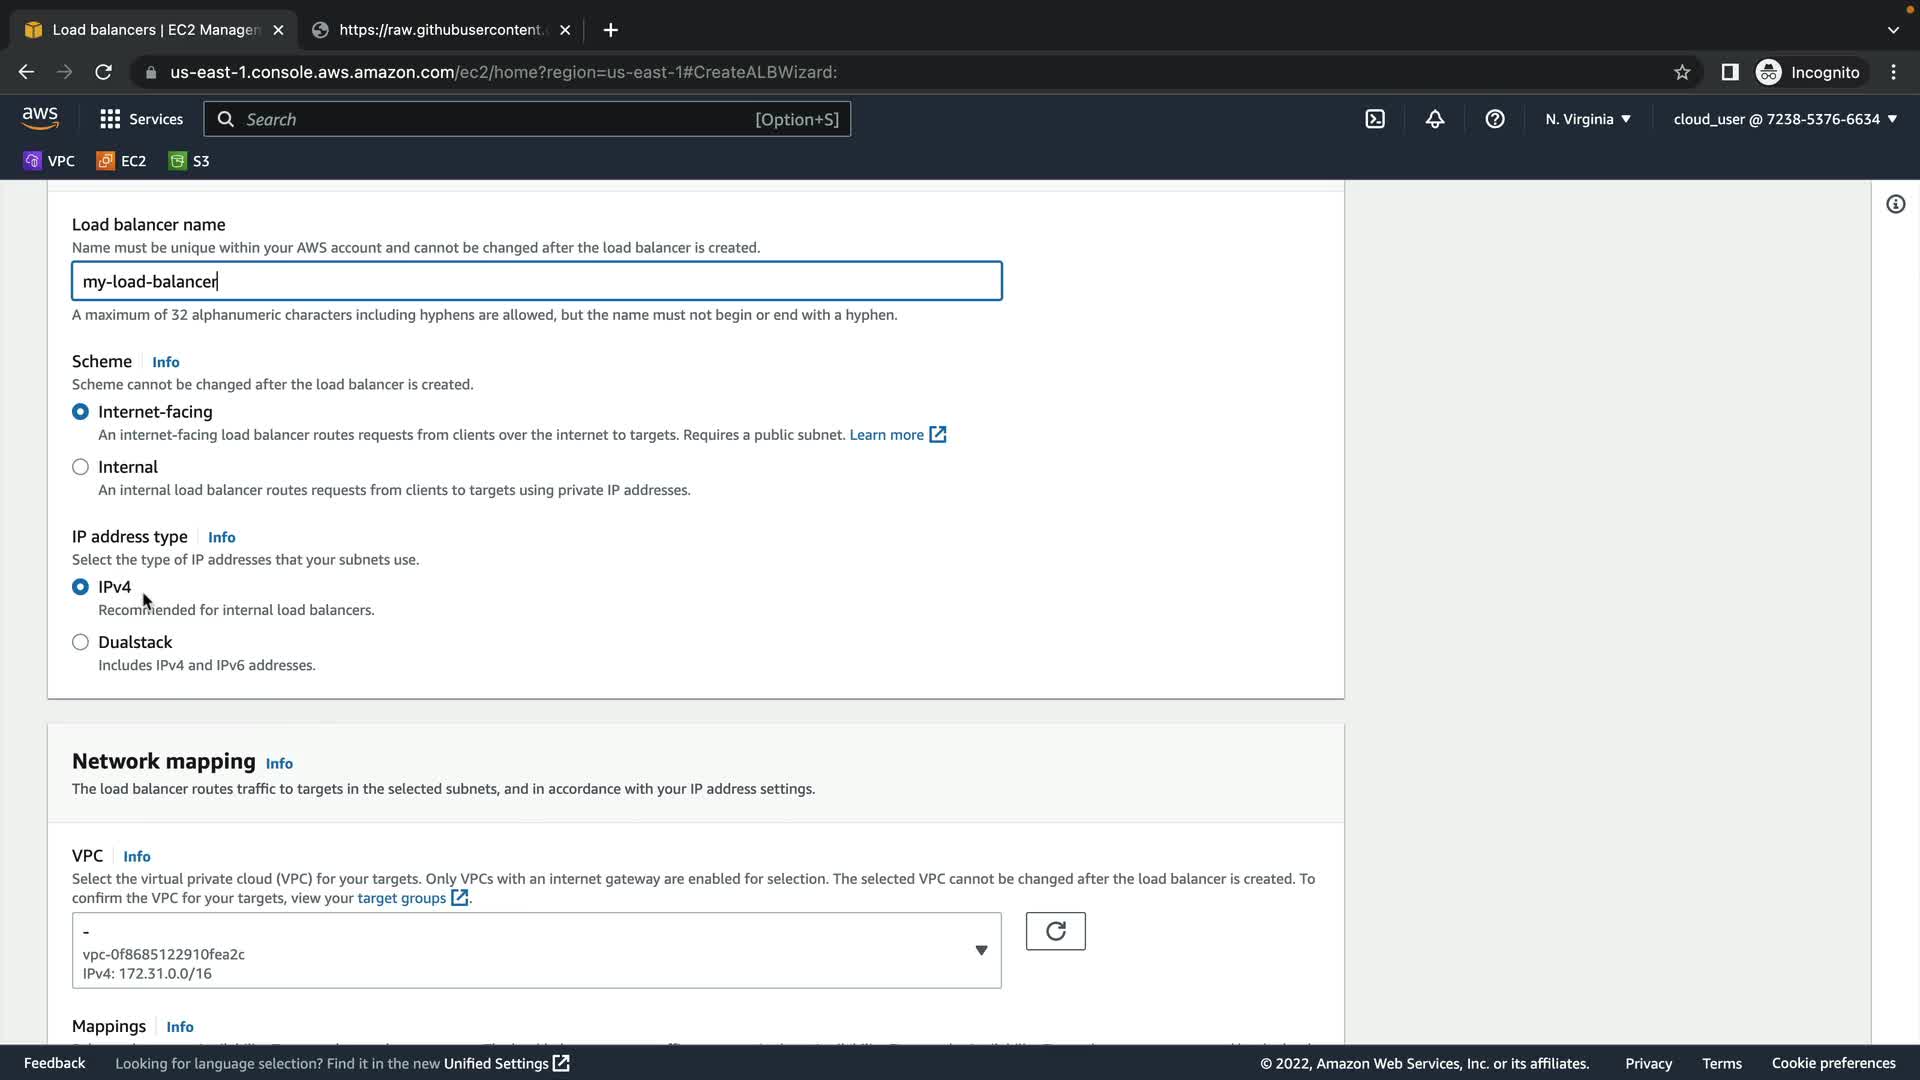 Load balancers | EC2 Manager
https://raw.githubusercontent.
us-east-1.console.aws.amazon.com/ec2/home?region=us-east-1#CreateALBWizard:
Incognito
aws
Services
Search
[Option+S]
N. Virginia
cloud_user @ 7238-5376-6634
VPC
EC2
S3
Load balancer name
Name must be unique within your AWS account and cannot be changed after the load balancer is created.
my-load-balancer
A maximum of 32 alphanumeric characters including hyphens are allowed, but the name must not begin or end with a hyphen.
Scheme Info
Scheme cannot be changed after the load balancer is created.
Internet-facing
An internet-facing load balancer routes requests from clients over the internet to targets. Requires a public subnet. Learn more
Internal
An internal load balancer routes requests from clients to targets using private IP addresses.
IP address type Info
Select the type of IP addresses that your subnets use.
IPv4
Recommended for internal load balancers.
Dualstack
Includes IPv4 and IPv6 addresses.
Network mapping Info
The load balancer routes traffic to targets in the selected subnets, and in accordance with your IP address settings.
VPC Info
Select the virtual private cloud (VPC) for your targets. Only VPCs with an internet gateway are enabled for selection. The selected VPC cannot be changed after the load balancer is created. To
confirm the VPC for your targets, view your target groups.
-
vpc-0f8685122910fea2c
IPv4: 172.31.0.0/16
Mappings Info
Feedback
Looking for language selection? Find it in the new Unified Settings
© 2022, Amazon Web Services, Inc. or its affiliates.
Privacy
Terms
Cookie preferences